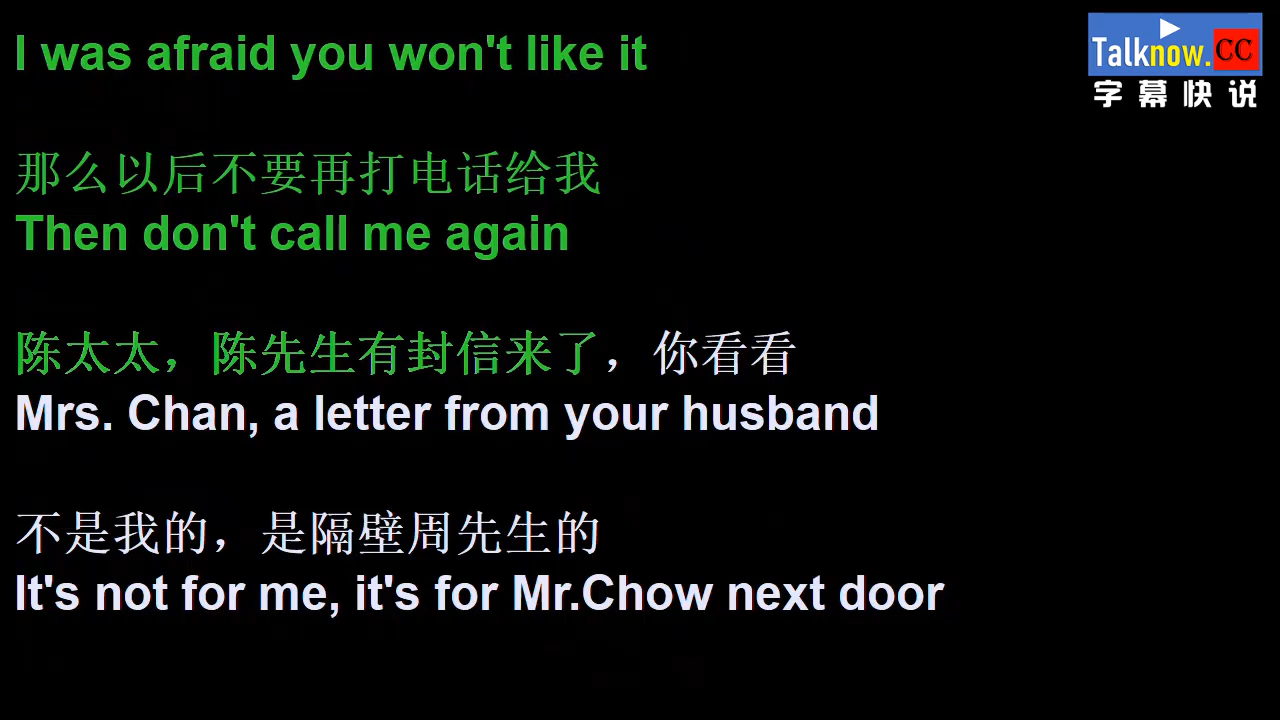 I was afraid you won't like it
Talknow.CC
字幕快说
那么以后不要再打电话给我
Then don't call me again
陈太太，陈先生有封信来了，你看看
Mrs. Chan, a letter from your husband
不是我的，是隔壁周先生的
It's not for me, it's for Mr.Chow next door